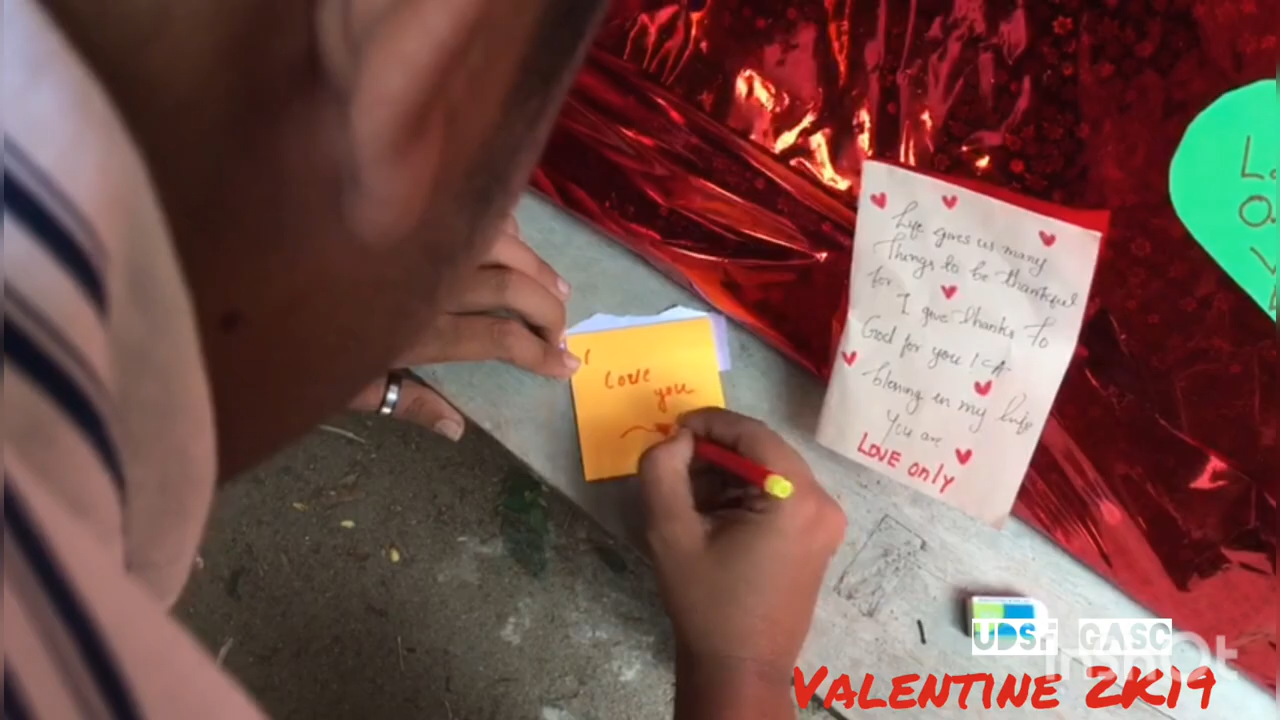 I
Love
you
Life gives us many
Things to be thankful
for
I give thanks To
God for you
blessing in my life
You are
LOVE only
L
O
V
UDSF GASC
VALENTINE 2K19